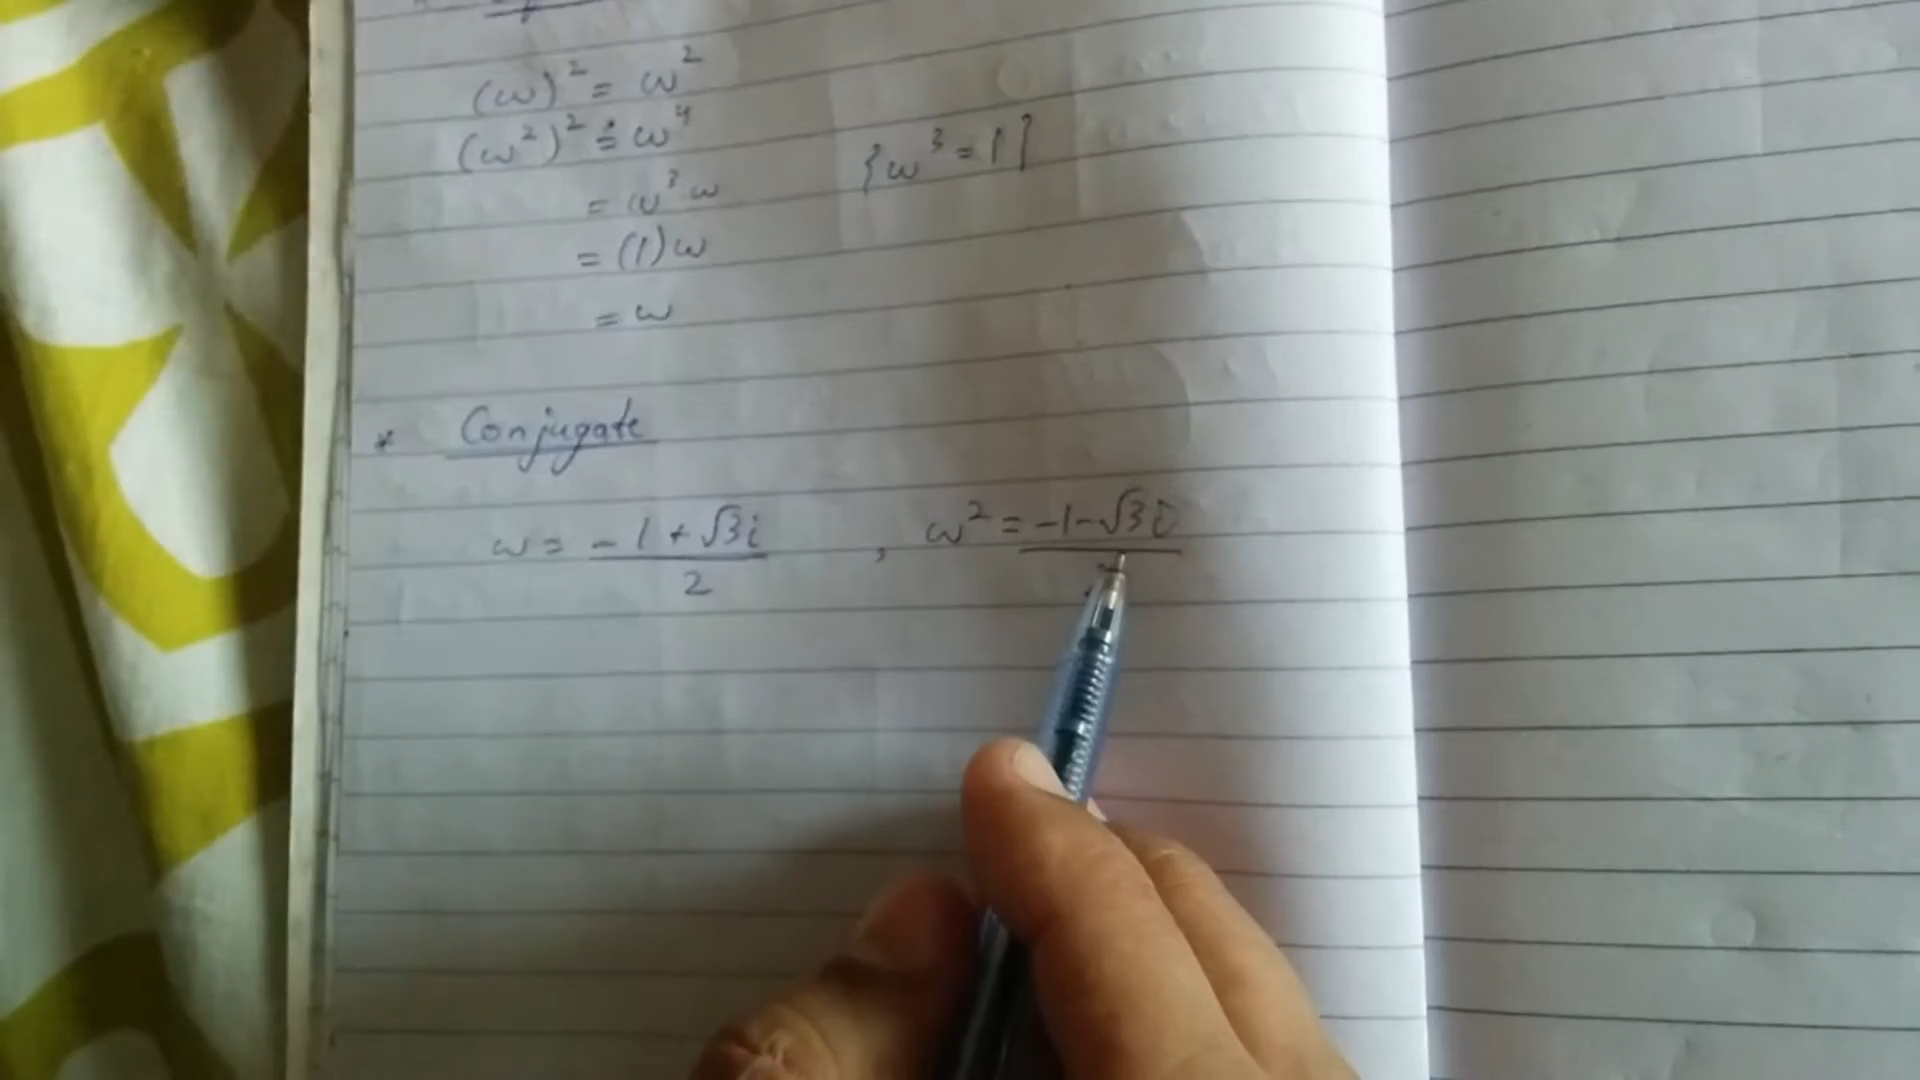 (ω)² = ω²
(ω²)² = ω⁴
= ω³ω {ω³ = 1}
= (1)ω
= ω
* Conjugate
ω = -1 + √3i / 2 , ω² = -1 - √3i